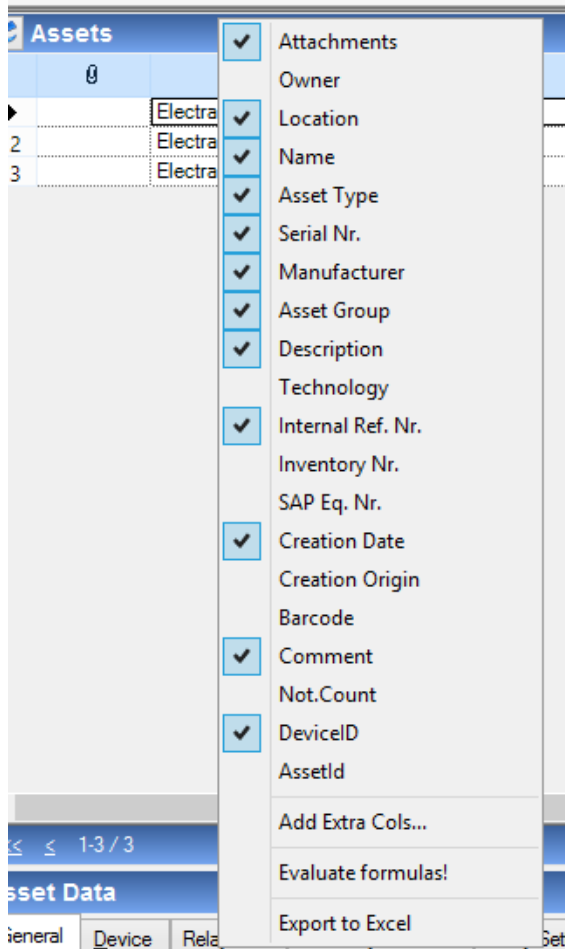 Assets
Attachments
Owner
Electra
Location
Electra
Name
2
Electra
Asset Type
3
Serial Nr.
Manufacturer
Asset Group
Description
Technology
Internal Ref. Nr.
Inventory Nr.
SAP Eq. Nr.
Creation Date
Creation Origin
Barcode
Comment
Not.Count
DeviceID
AssetId
Add Extra Cols...
<< < 1-3 / 3
Evaluate formulas!
sset Data
Export to Excel
General Device Rela Set